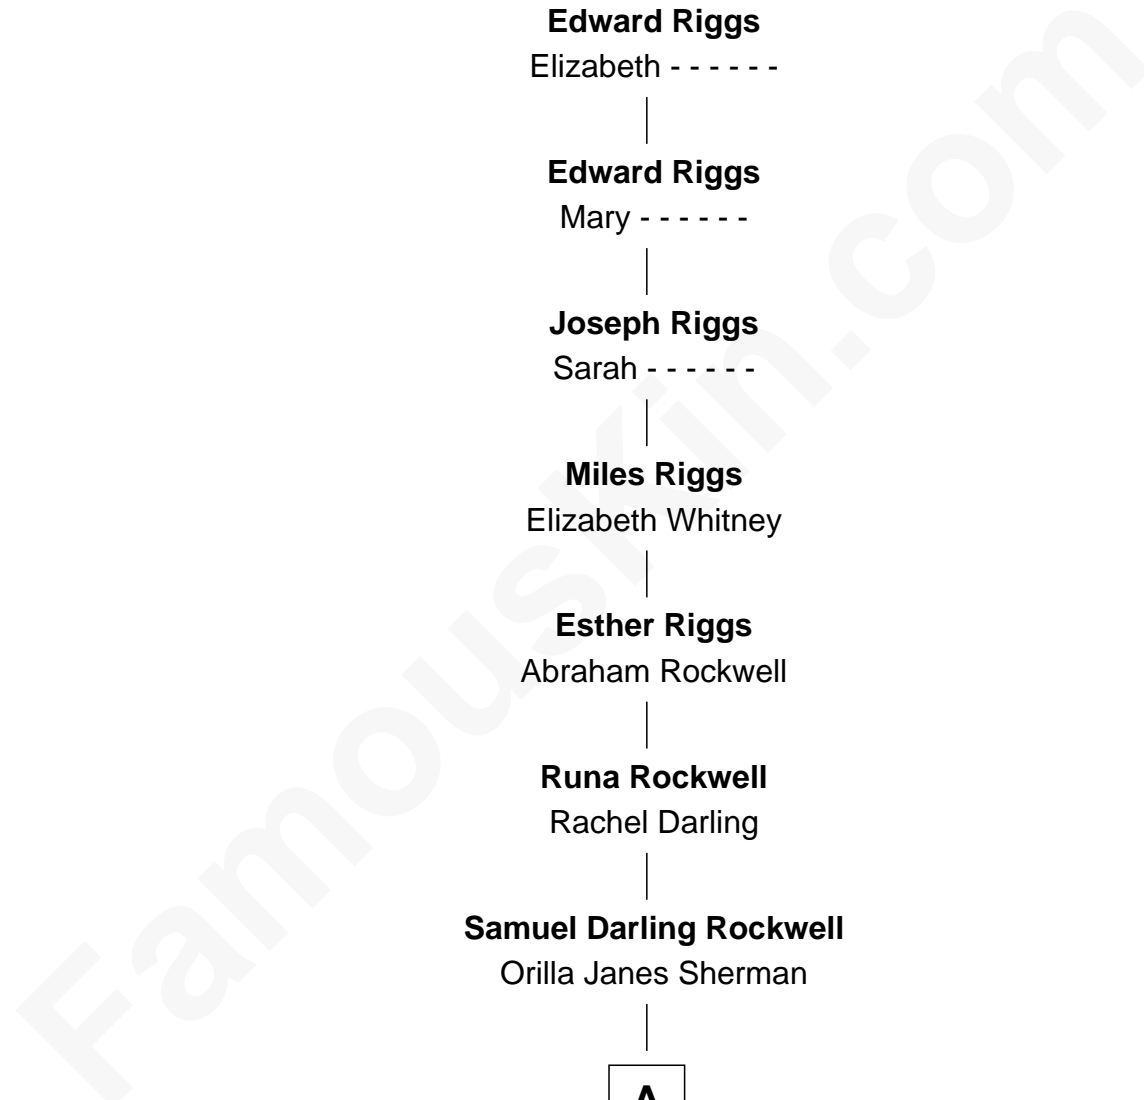 Edward Riggs
Elizabeth - - - - - -
Edward Riggs
Mary - - - - - -
Joseph Riggs
Sarah - - - - - -
Miles Riggs
Elizabeth Whitney
Esther Riggs
Abraham Rockwell
Runa Rockwell
Rachel Darling
Samuel Darling Rockwell
Orilla Janes Sherman
A
FamousKin.com